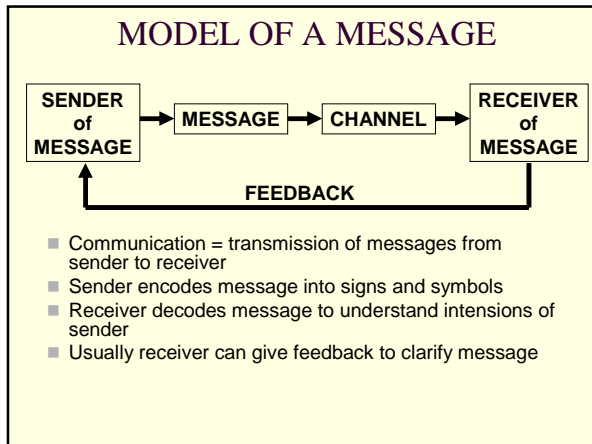 MODEL OF A MESSAGE
SENDER
of
MESSAGE
MESSAGE
CHANNEL
RECEIVER
of
MESSAGE
FEEDBACK
Communication = transmission of messages from
sender to receiver
Sender encodes message into signs and symbols
Receiver decodes message to understand intensions of
sender
Usually receiver can give feedback to clarify message